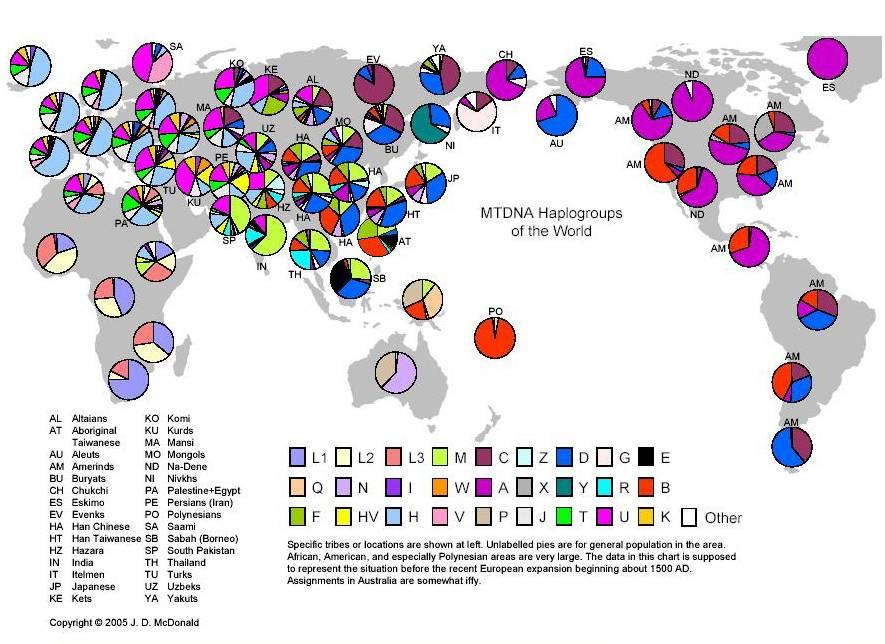 SA
KO
KE
EV
YA
CH
ES
ES
AL
ND
MA
MO
AM
AM
AM
UZ
HA
BU
NI
IT
AU
PE
HA
JP
AM
AM
TU
KU
HZ
HA
HT
ND
PA
SP
HA
AT
AM
IN
TH
SB
PO
AM
AM
AM
MTDNA Haplogroups
of the World
AL Altaians KO Komi
AT Aboriginal KU Kurds
Taiwanese MA Mansi
AU Aleuts MO Mongols
AM Amerinds ND Na-Dene
BU Buryats NI Nivkhs
CH Chukchi PA Palestine+Egypt
ES Eskimo PE Persians (Iran)
EV Evenks PO Polynesians
HA Han Chinese SA Saami
HT Han Taiwanese SB Sabah (Borneo)
HZ Hazara SP South Pakistan
IN India TH Thailand
IT Itelmen TU Turks
JP Japanese UZ Uzbeks
KE Kets YA Yakuts
L1 L2 L3 M C Z D G E
Q N I W A X Y R B
F HV H V P J T U K Other
Specific tribes or locations are shown at left. Unlabelled pies are for general population in the area.
African, American, and especially Polynesian areas are very large. The data in this chart is supposed
to represent the situation before the recent European expansion beginning about 1500 AD.
Assignments in Australia are somewhat iffy.
Copyright © 2005 J. D. McDonald